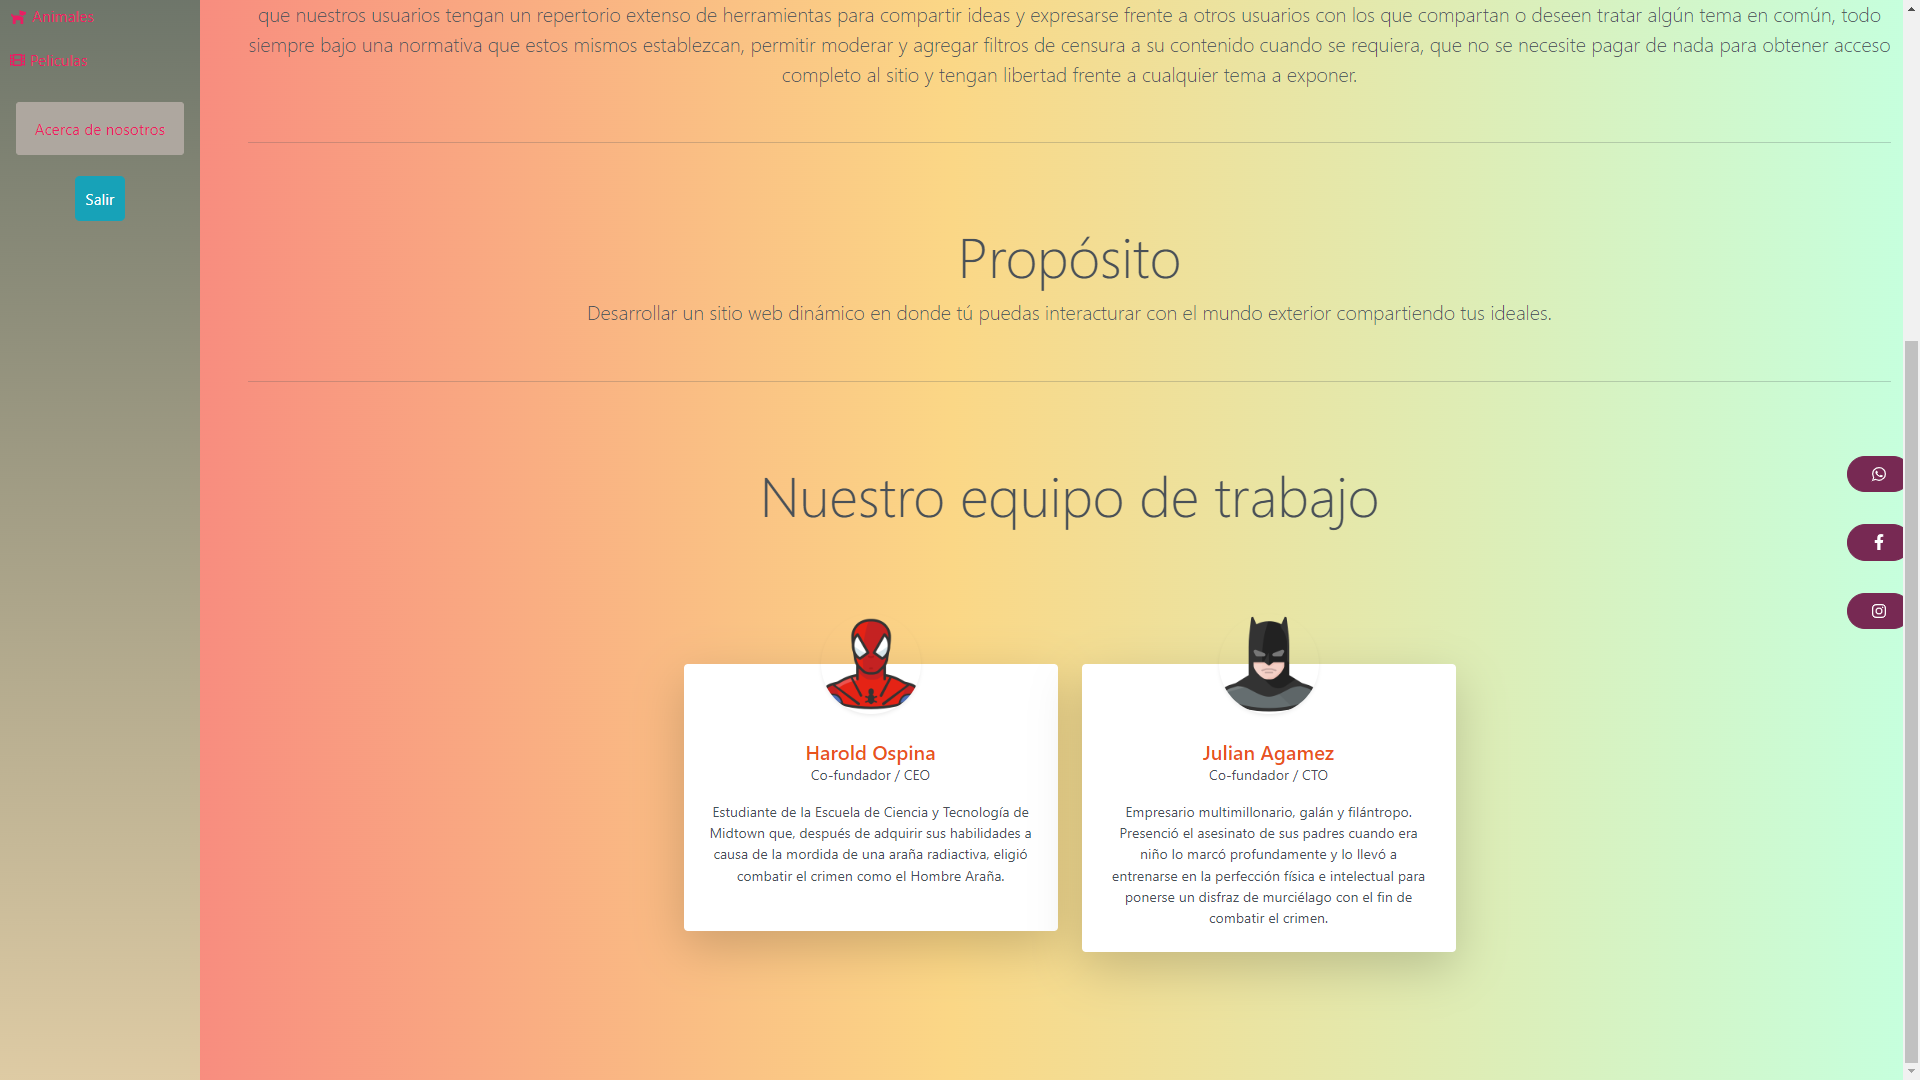 Animales
Películas
Acerca de nosotros
Salir
que nuestros usuarios tengan un repertorio extenso de herramientas para compartir ideas y expresarse frente a otros usuarios con los que compartan o deseen tratar algún tema en común, todo
siempre bajo una normativa que estos mismos establezcan, permitir moderar y agregar filtros de censura a su contenido cuando se requiera, que no se necesite pagar de nada para obtener acceso
completo al sitio y tengan libertad frente a cualquier tema a exponer.
Propósito
Desarrollar un sitio web dinámico en donde tú puedas interacturar con el mundo exterior compartiendo tus ideales.
Nuestro equipo de trabajo
Harold Ospina
Co-fundador / CEO
Estudiante de la Escuela de Ciencia y Tecnología de
Midtown que, después de adquirir sus habilidades a
causa de la mordida de una araña radiactiva, eligió
combatir el crimen como el Hombre Araña.
Julian Agamez
Co-fundador / CTO
Empresario multimillonario, galán y filántropo.
Presenció el asesinato de sus padres cuando era
niño lo marcó profundamente y lo llevó a
entrenarse en la perfección física e intelectual para
ponerse un disfraz de murciélago con el fin de
combatir el crimen.